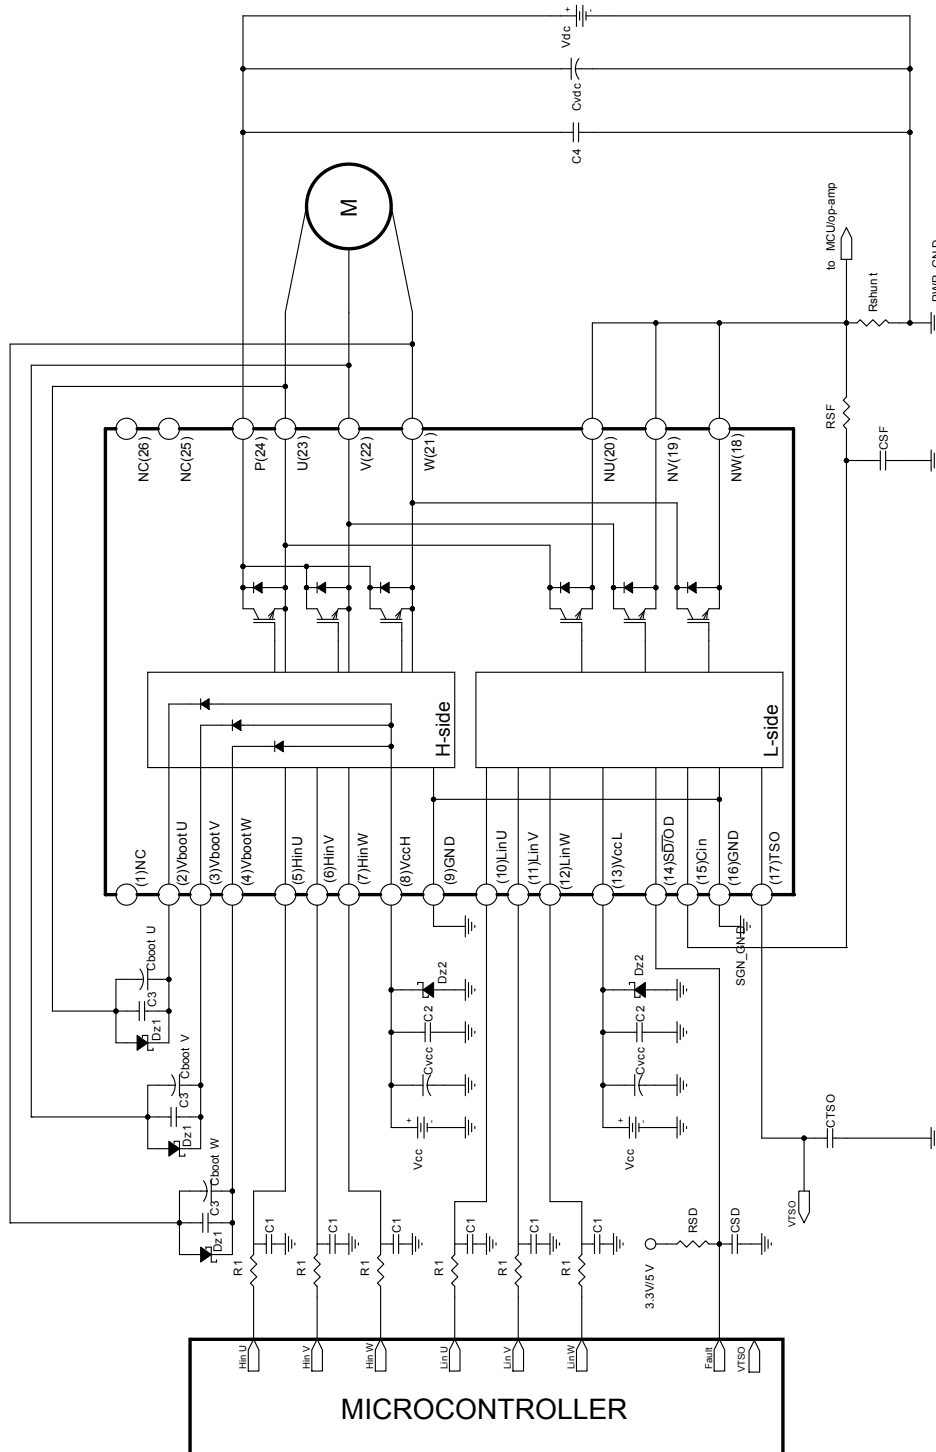 Vdc
+
-
Cvdc
C4
M
to MCU/op-amp
Rshunt
PWR_GND
RSF
CSF
NC(26)
NC(25)
P(24)
U(23)
V(22)
W(21)
NU(20)
NV(19)
NW(18)
H-side
L-side
(1)NC
(2)VbootU
(3)VbootV
(4)VbootW
(5)HinU
(6)HinV
(7)HinW
(8)VccH
(9)GND
(10)LinU
(11)LinV
(12)LinW
(13)VccL
(14)SD/OD
(15)Cin
(16)GND
(17)TSO
SGN_GND
Cboot U
C3
Dz1
Cboot V
C3
Dz1
Cboot W
C3
Dz1
Dz2
C2
Cvcc
+
-
Vcc
Dz2
C2
Cvcc
+
-
Vcc
CTSO
VTSO
R1
C1
R1
C1
R1
C1
R1
C1
R1
C1
R1
C1
RSD
CSD
3.3V/5V
Hin U
Hin V
Hin W
Lin U
Lin V
Lin W
Fault
VTSO
MICROCONTROLLER